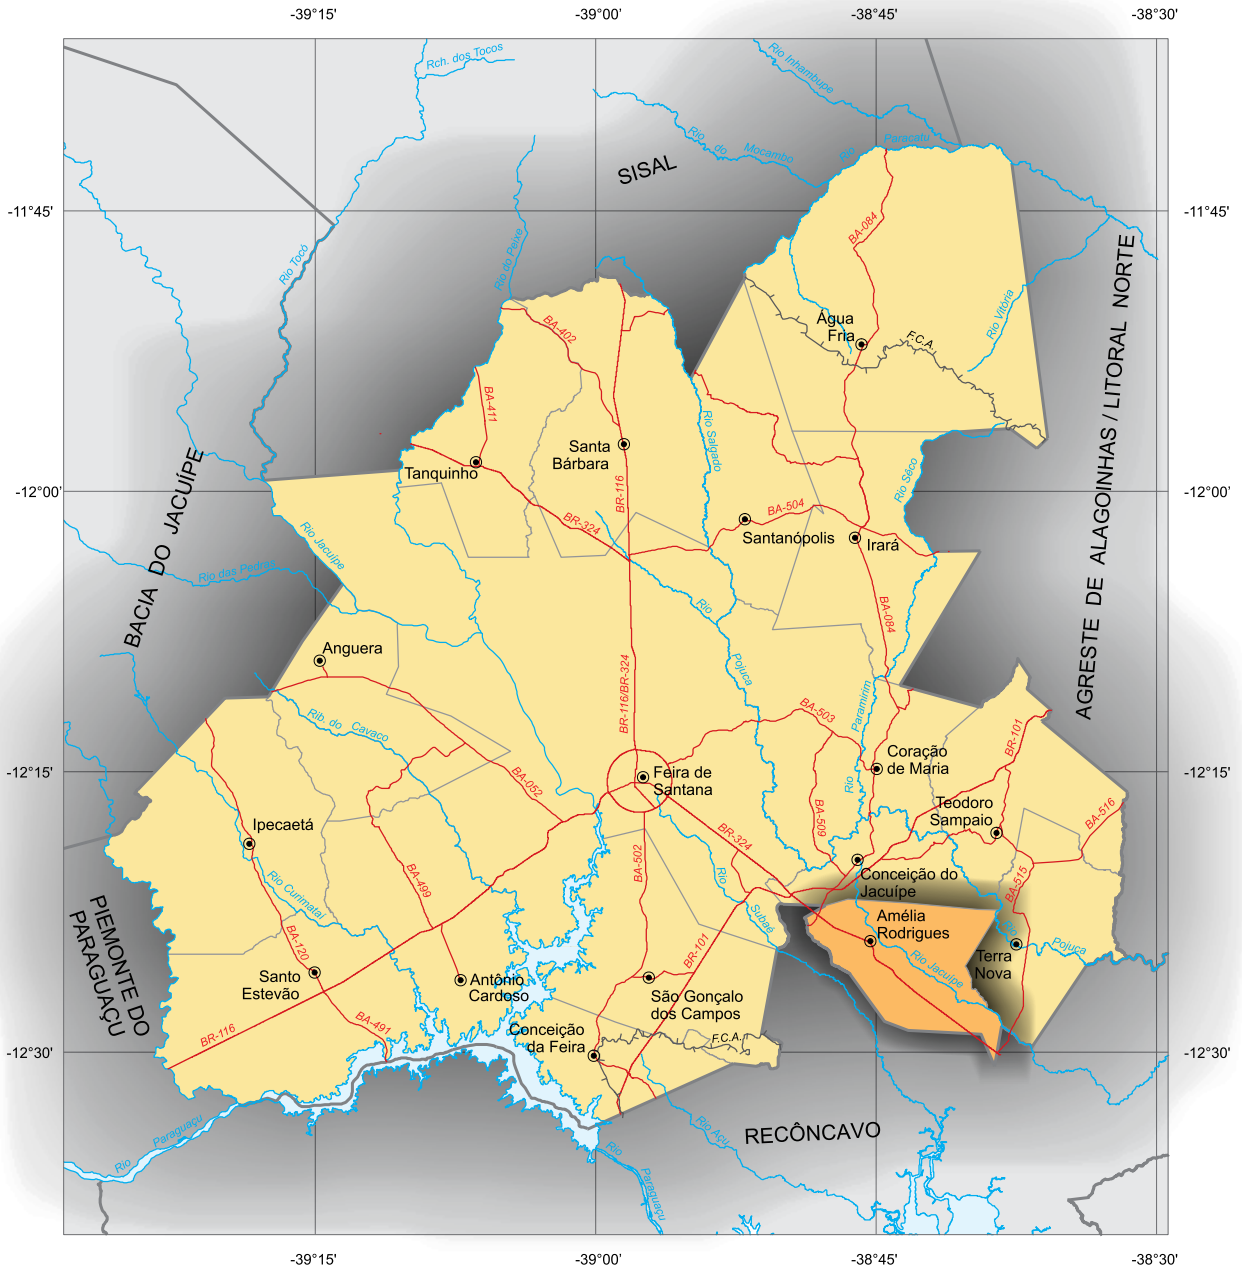 -39°15'
-39°00'
-38°45'
-38°30'
Rch. dos Tocos
Rio Inhambupe
Rio do Mocambo
Rio Paracatu
SISAL
-11°45'
-11°45'
BA-084
Rio Tocó
Rio do Peixe
Rio Vitória
AGRESTE DE ALAGOINHAS / LITORAL NORTE
Água
Fria
F.C.A.
BA-402
BA-411
Rio Salgado
Santa
Bárbara
Tanquinho
BACIA DO JACUÍPE
Rio Sêco
-12°00'
-12°00'
BR-116
BR-324
BA-504
Santanópolis
Irará
Rio Jacuípe
Rio das Pedras
Rio
Pojuca
BA-084
Anguera
BR-116/BR-324
Rio Paramirim
Rib. do Cavaco
BA-503
BR-101
Coração
de Maria
-12°15'
-12°15'
Feira de
Santana
BA-052
BA-509
Teodoro
Sampaio
BA-516
Ipecaetá
BR-324
BA-502
BA-499
Conceição do
Jacuípe
BA-515
Rio Curimataí
Rio Subaé
Amélia
Rodrigues
Rio Pojuca
Terra
Nova
Rio Jacuípe
PIEMONTE DO
PARAGUAÇU
BA-120
BR-101
Santo
Estevão
Antônio
Cardoso
São Gonçalo
dos Campos
BR-116
BA-491
Conceição
da Feira
F.C.A.
-12°30'
-12°30'
Rio Paraguaçu
Rio Açu
RECÔNCAVO
Rio Paraguaçu
-39°15'
-39°00'
-38°45'
-38°30'